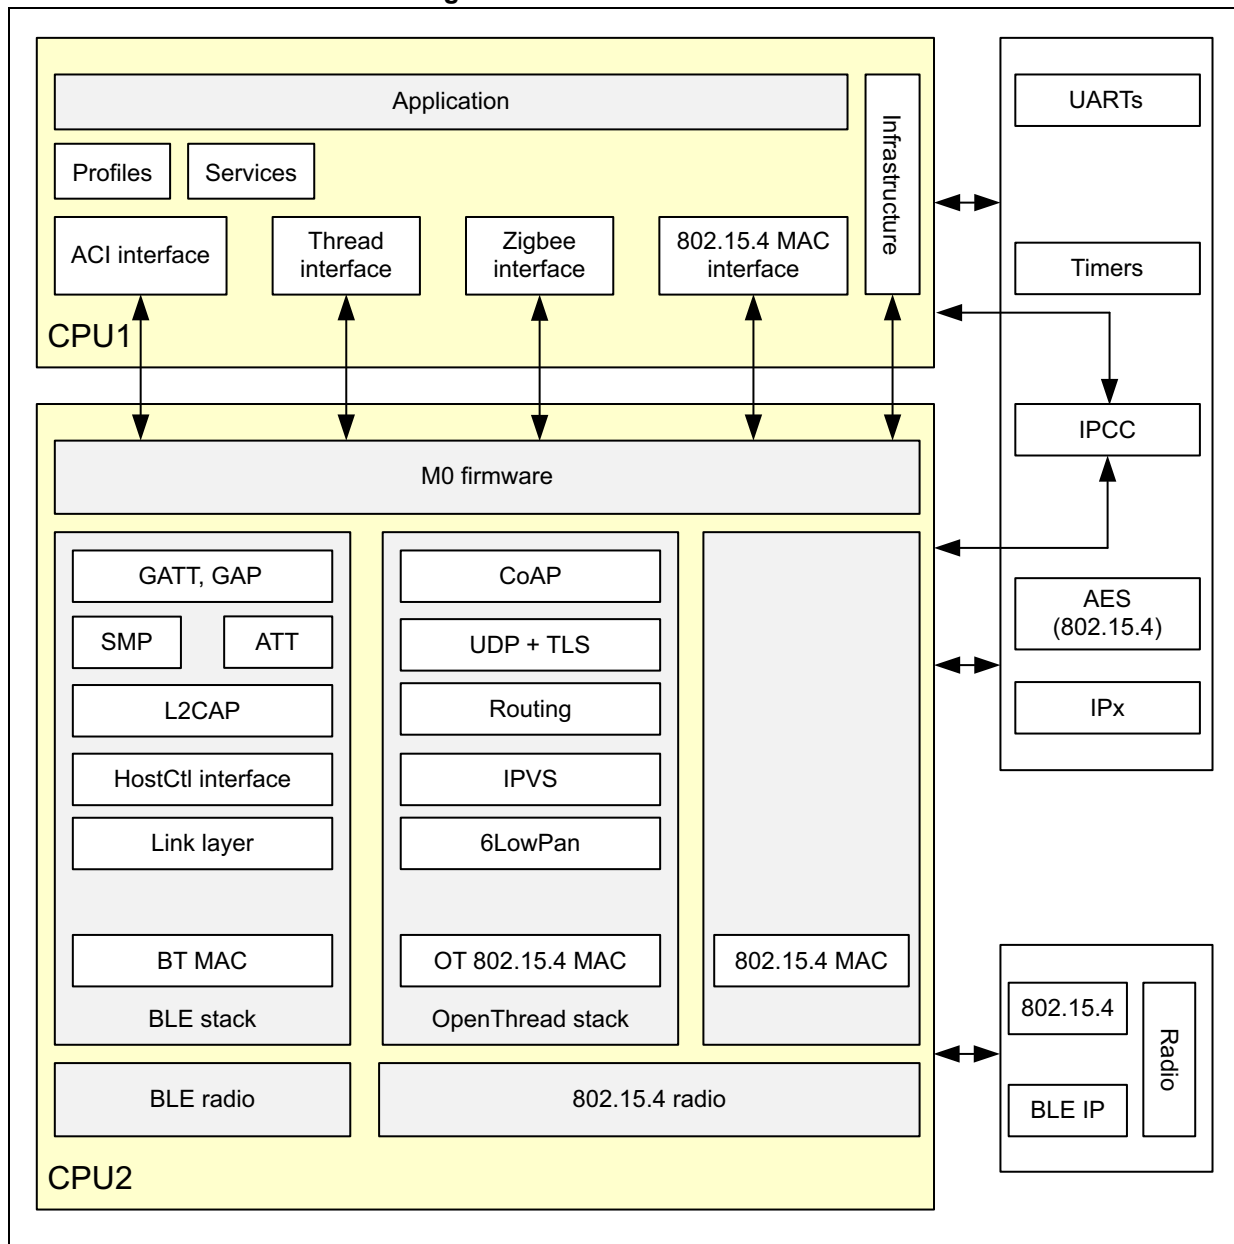 Application
Infrastructure
Profiles
Services
ACI interface
Thread
interface
Zigbee
interface
802.15.4 MAC
interface
CPU1
M0 firmware
GATT, GAP
SMP
ATT
L2CAP
HostCtl interface
Link layer
BT MAC
BLE stack
CoAP
UDP + TLS
Routing
IPVS
6LowPan
OT 802.15.4 MAC
OpenThread stack
802.15.4 MAC
BLE radio
802.15.4 radio
CPU2
UARTs
Timers
IPCC
AES
(802.15.4)
IPx
802.15.4
BLE IP
Radio